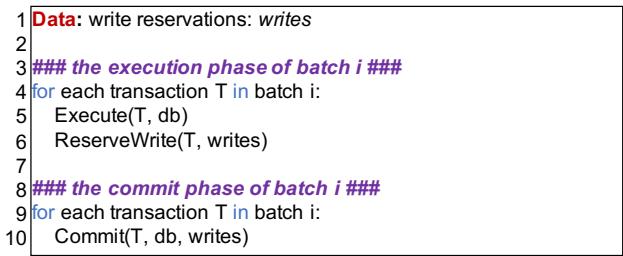 1 Data: write reservations: writes
2
3 ### the execution phase of batch i ###
4 for each transaction T in batch i:
5 Execute(T, db)
6 ReserveWrite(T, writes)
7
8 ### the commit phase of batch i ###
9 for each transaction T in batch i:
10 Commit(T, db, writes)